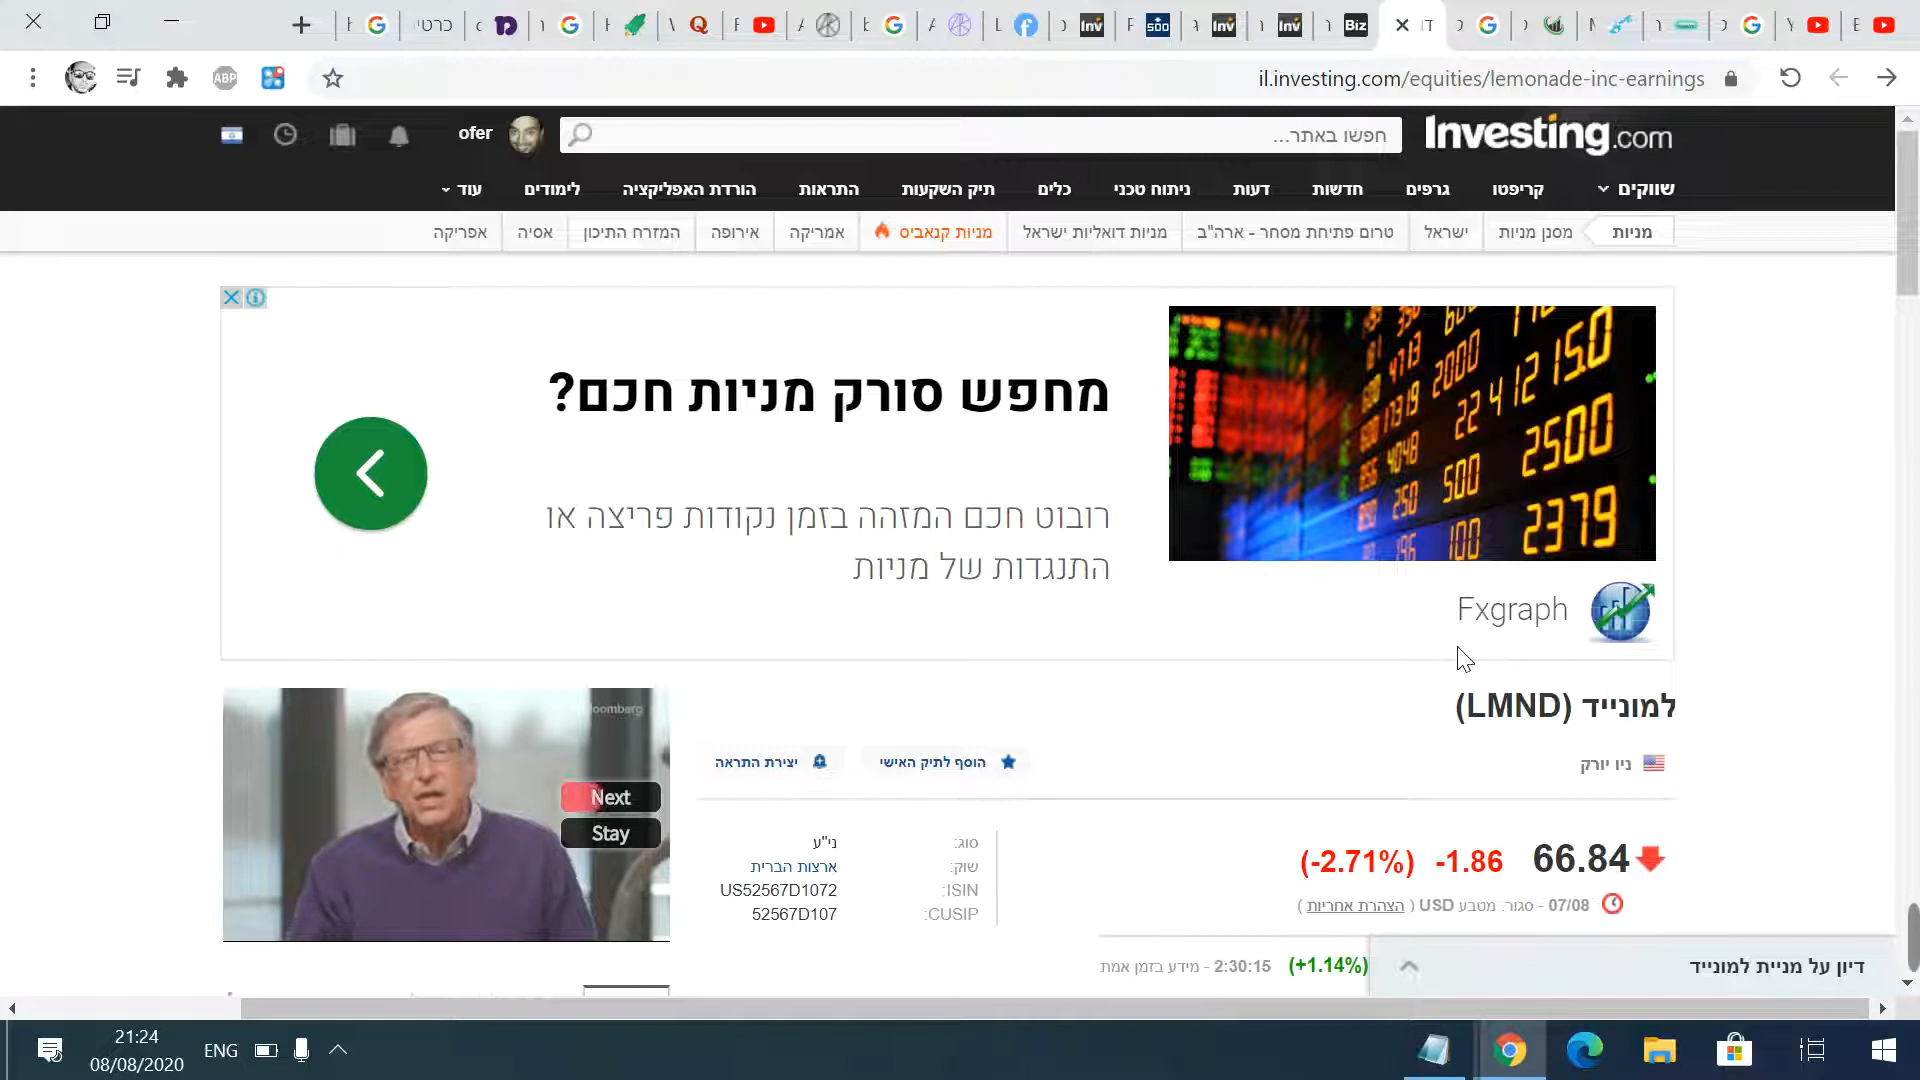 il.investing.com/equities/lemonade-inc-earnings
ABP
Investing.com
חפשו באתר...
ofer
שווקים
קריפטו
גרפים
חדשות
דעות
ניתוח טכני
כלים
תיק השקעות
התראות
הורדת האפליקציה
לימודים
עוד
מניות
מסנן מניות
ישראל
טרום פתיחת מסחר - ארה"ב
מניות דואליות ישראל
מניות קנאביס
אמריקה
אירופה
המזרח התיכון
אסיה
אפריקה
מחפש סורק מניות חכם?
רובוט חכם המזהה בזמן נקודות פריצה או
התנגדות של מניות
Fxgraph
למונייד (LMND)
ניו יורק
הוסף לתיק האישי
יצירת התראה
Next
Stay
66.84 -1.86 (-2.71%)
07/08 - סגור. מטבע USD ( הצהרת אחריות )
סוג: ני"ע
שוק: ארצות הברית
ISIN: US52567D1072
CUSIP: 52567D107
(+1.14%) 2:30:15 - מידע בזמן אמת
דיון על מניית למונייד
21:24
08/08/2020
ENG